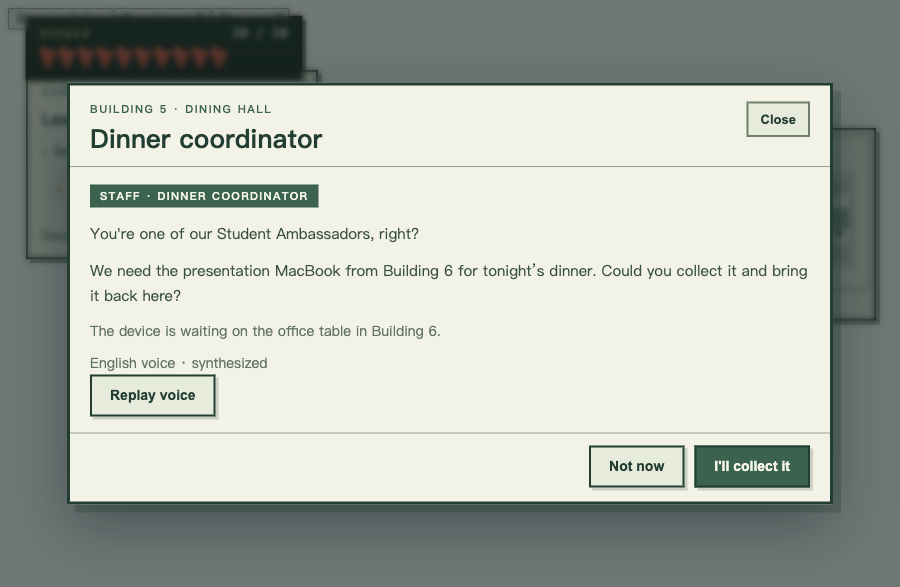 10 / 10
BUILDING 5 · DINING HALL
Dinner coordinator
Close
STAFF · DINNER COORDINATOR
You're one of our Student Ambassadors, right?
We need the presentation MacBook from Building 6 for tonight's dinner. Could you collect it and bring
it back here?
The device is waiting on the office table in Building 6.
English voice · synthesized
Replay voice
Not now
I'll collect it